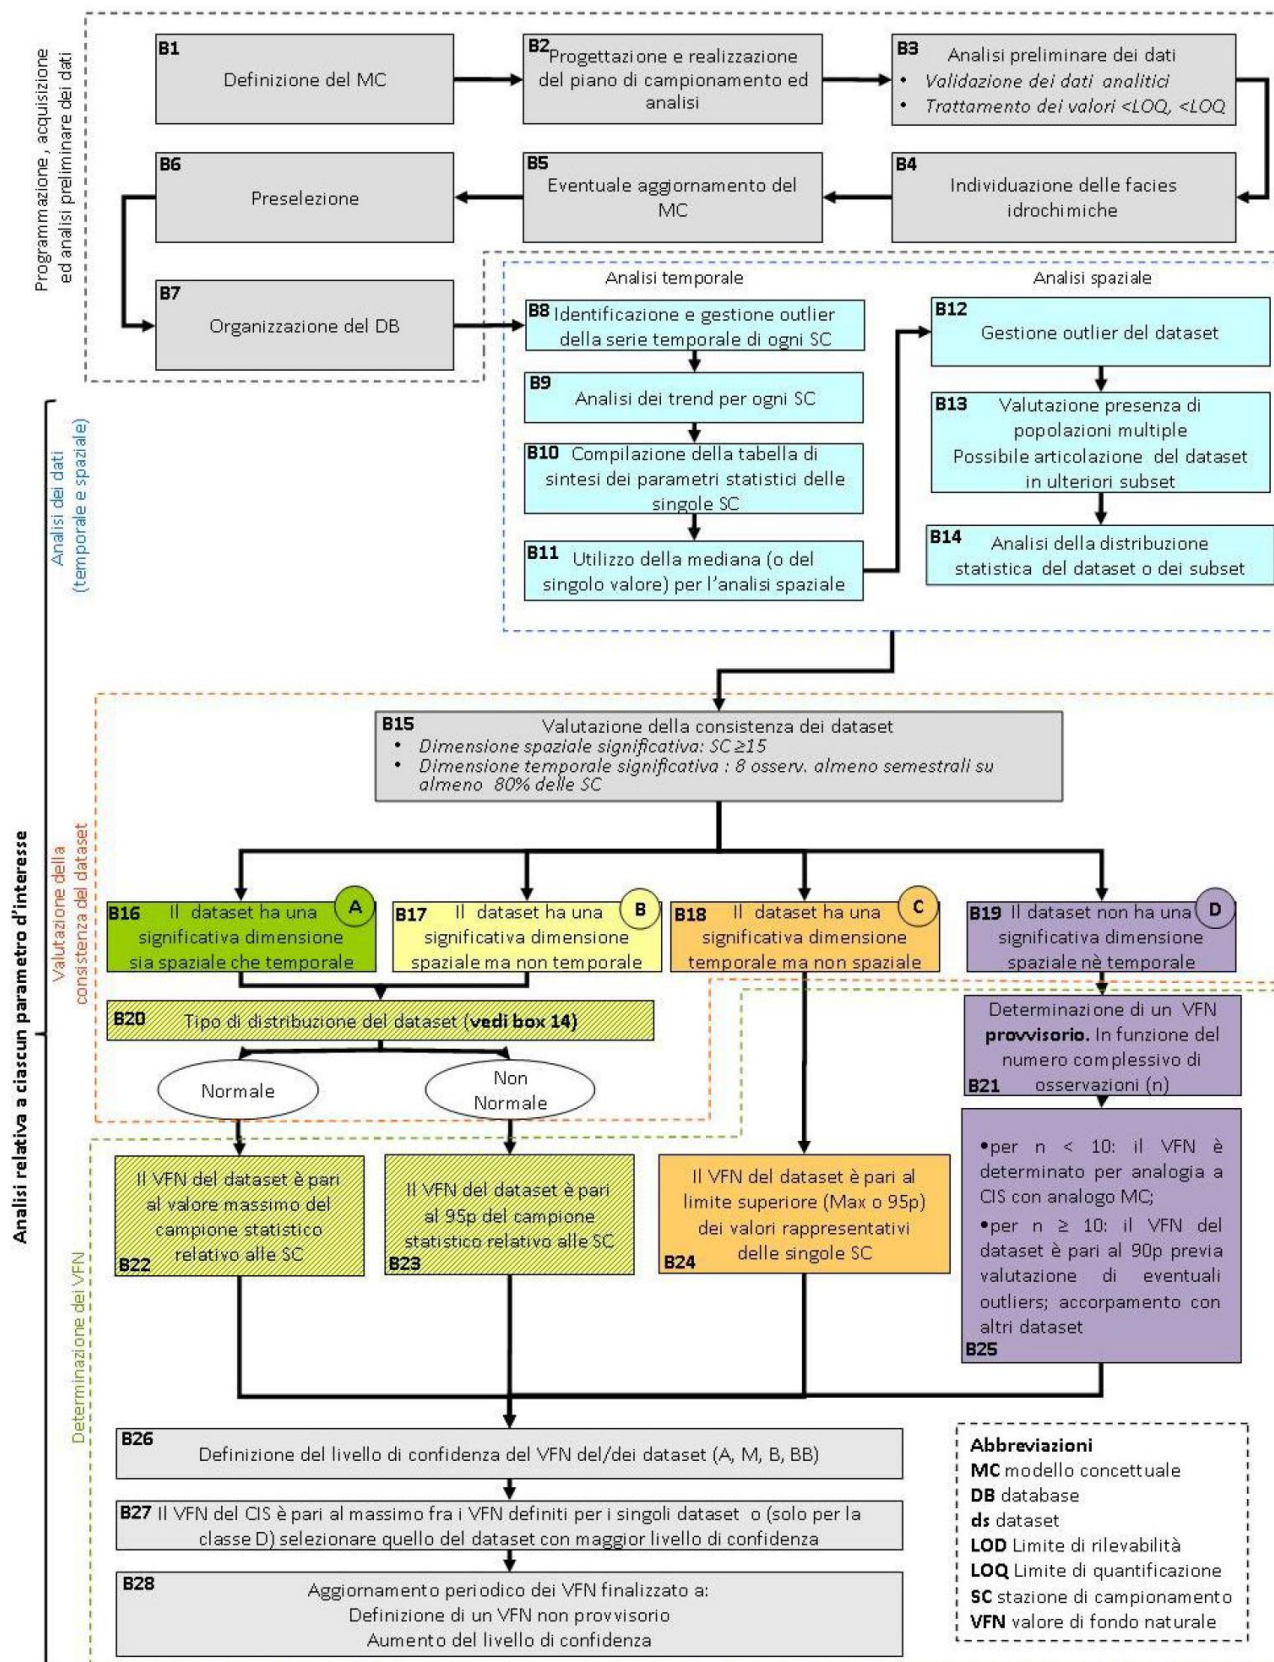 Programmazione, acquisizione
ed analisi preliminare dei dati
B1
Definizione del MC
B2
Progettazione e realizzazione
del piano di campionamento ed
analisi
B3
Analisi preliminare dei dati
• Validazione dei dati analitici
• Trattamento dei valori <LOQ, <LOQ
B4
Individuazione delle facies
idrochimiche
B5
Eventuale aggiornamento del
MC
B6
Preselezione
B7
Organizzazione del DB
Analisi relativa a ciascun parametro d'interesse
Analisi dei dati
(temporale e spaziale)
Analisi temporale
B8
Identificazione e gestione outlier
della serie temporale di ogni SC
B9
Analisi dei trend per ogni SC
B10
Compilazione della tabella di
sintesi dei parametri statistici delle
singole SC
B11
Utilizzo della mediana (o del
singolo valore) per l'analisi spaziale
Analisi spaziale
B12
Gestione outlier del dataset
B13
Valutazione presenza di
popolazioni multiple
Possibile articolazione del dataset
in ulteriori subset
B14
Analisi della distribuzione
statistica del dataset o dei subset
Valutazione della
consistenza del dataset
B15
Valutazione della consistenza dei dataset
• Dimensione spaziale significativa: SC ≥15
• Dimensione temporale significativa : 8 osserv. almeno semestrali su
almeno 80% delle SC
B16
A
Il dataset ha una
significativa dimensione
sia spaziale che temporale
B17
B
Il dataset ha una
significativa dimensione
spaziale ma non temporale
B18
C
Il dataset ha una
significativa dimensione
temporale ma non spaziale
B19
D
Il dataset non ha una
significativa dimensione
spaziale nè temporale
B20
Tipo di distribuzione del dataset (vedi box 14)
Normale
Non
Normale
Determinazione dei VFN
Determinazione di un VFN
provvisorio. In funzione del
numero complessivo di
osservazioni (n)
B21
Il VFN del dataset è pari
al valore massimo del
campione statistico
relativo alle SC
B22
Il VFN del dataset è pari
al 95p del campione
statistico relativo alle SC
B23
Il VFN del dataset è pari al
limite superiore (Max o 95p)
dei valori rappresentativi
delle singole SC
B24
•per n < 10: il VFN è
determinato per analogia a
CIS con analogo MC;
•per n ≥ 10: il VFN del
dataset è pari al 90p previa
valutazione di eventuali
outliers; accorpamento con
altri dataset
B25
B26
Definizione del livello di confidenza del VFN del/dei dataset (A, M, B, BB)
B27 Il VFN del CIS è pari al massimo fra i VFN definiti per i singoli dataset o (solo per la
classe D) selezionare quello del dataset con maggior livello di confidenza
B28
Aggiornamento periodico dei VFN finalizzato a:
Definizione di un VFN non provvisorio
Aumento del livello di confidenza
Abbreviazioni
MC modello concettuale
DB database
ds dataset
LOD Limite di rilevabilità
LOQ Limite di quantificazione
SC stazione di campionamento
VFN valore di fondo naturale